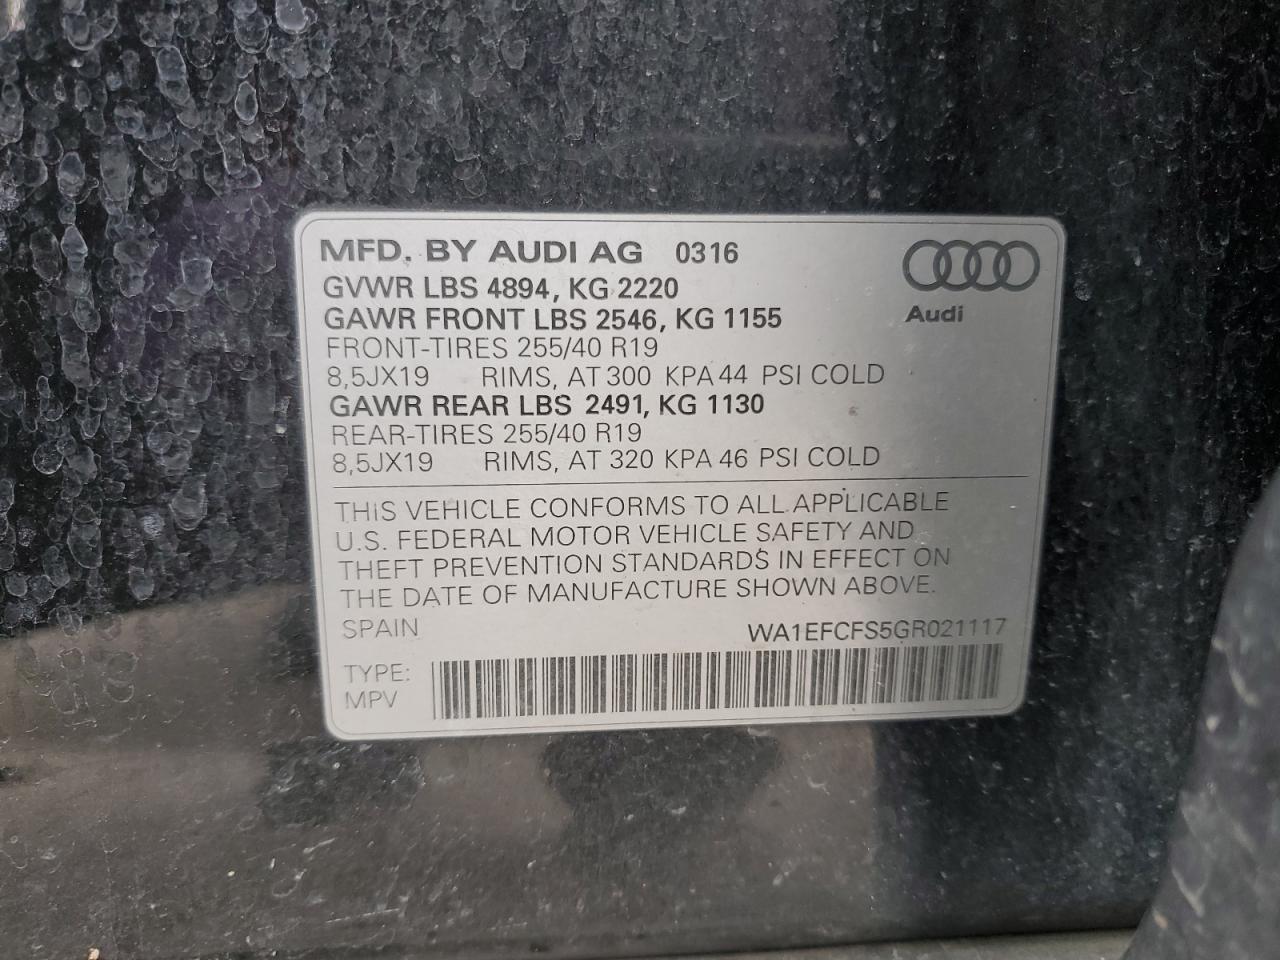 MFD. BY AUDI AG 0316
Audi
GVWR LBS 4894, KG 2220
GAWR FRONT LBS 2546, KG 1155
FRONT-TIRES 255/40 R19
8,5JX19 RIMS, AT 300 KPA 44 PSI COLD
GAWR REAR LBS 2491, KG 1130
REAR-TIRES 255/40 R19
8,5JX19 RIMS, AT 320 KPA 46 PSI COLD
THIS VEHICLE CONFORMS TO ALL APPLICABLE
U.S. FEDERAL MOTOR VEHICLE SAFETY AND
THEFT PREVENTION STANDARDS IN EFFECT ON
THE DATE OF MANUFACTURE SHOWN ABOVE.
SPAIN WA1EFCFS5GR021117
TYPE:
MPV